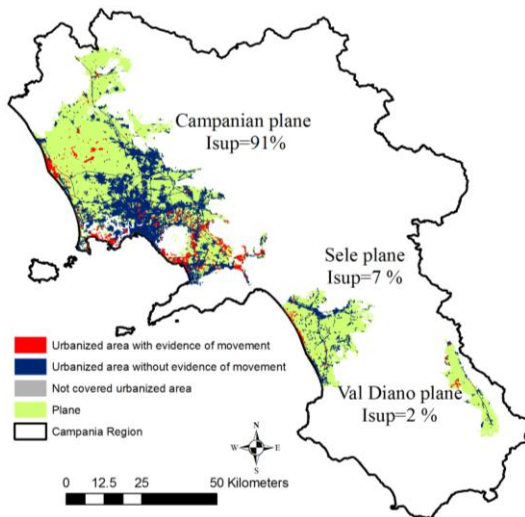 Campanian plane
Isup=91%
Sele plane
Isup=7 %
Val Diano plane
Isup=2 %
Urbanized area with evidence of movement
Urbanized area without evidence of movement
Not covered urbanized area
Plane
Campania Region
N
W E
S
0 12.5 25 50 Kilometers